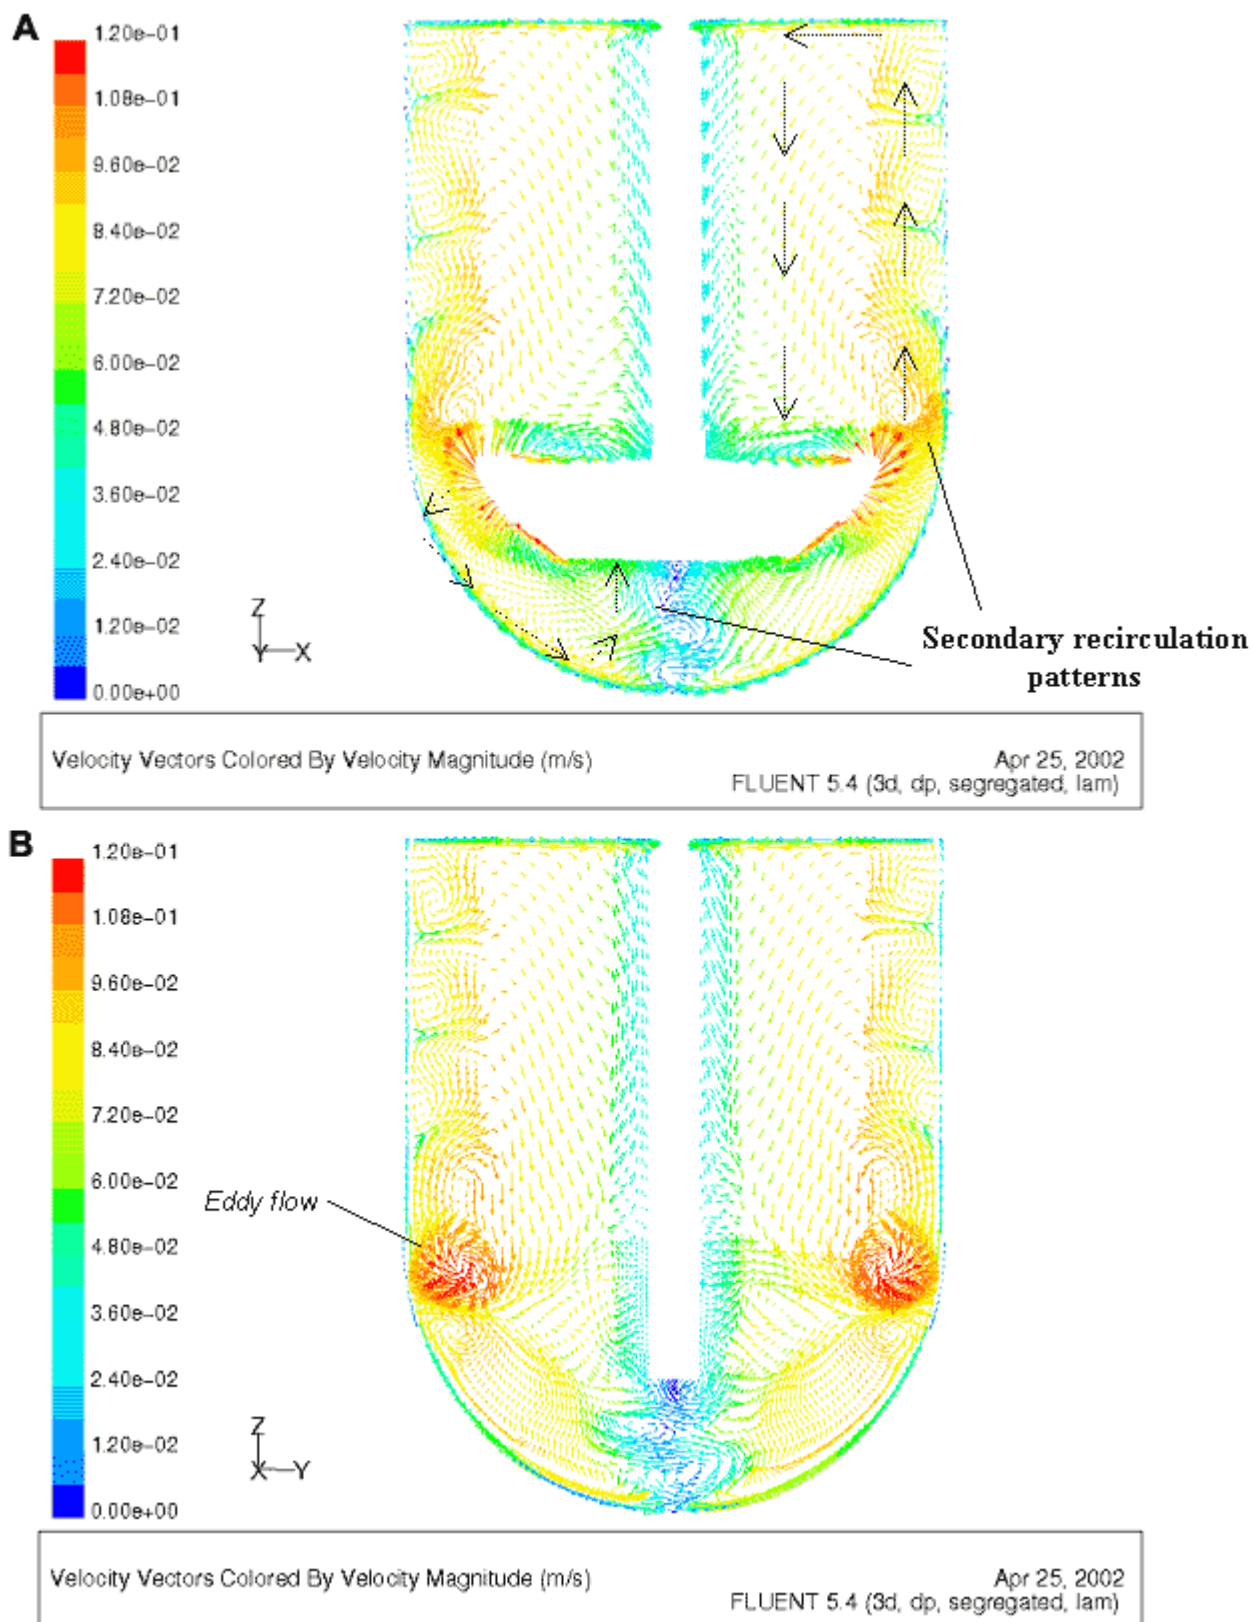 A
1.20e-01
1.08e-01
9.60e-02
8.40e-02
7.20e-02
6.00e-02
4.80e-02
3.60e-02
2.40e-02
1.20e-02
0.00e+00
Z
Y X
Secondary recirculation
patterns
Velocity Vectors Colored By Velocity Magnitude (m/s)
Apr 25, 2002
FLUENT 5.4 (3d, dp, segregated, lam)
B
1.20e-01
1.08e-01
9.60e-02
8.40e-02
7.20e-02
6.00e-02
4.80e-02
3.60e-02
2.40e-02
1.20e-02
0.00e+00
Eddy flow
Z
X Y
Velocity Vectors Colored By Velocity Magnitude (m/s)
Apr 25, 2002
FLUENT 5.4 (3d, dp, segregated, lam)